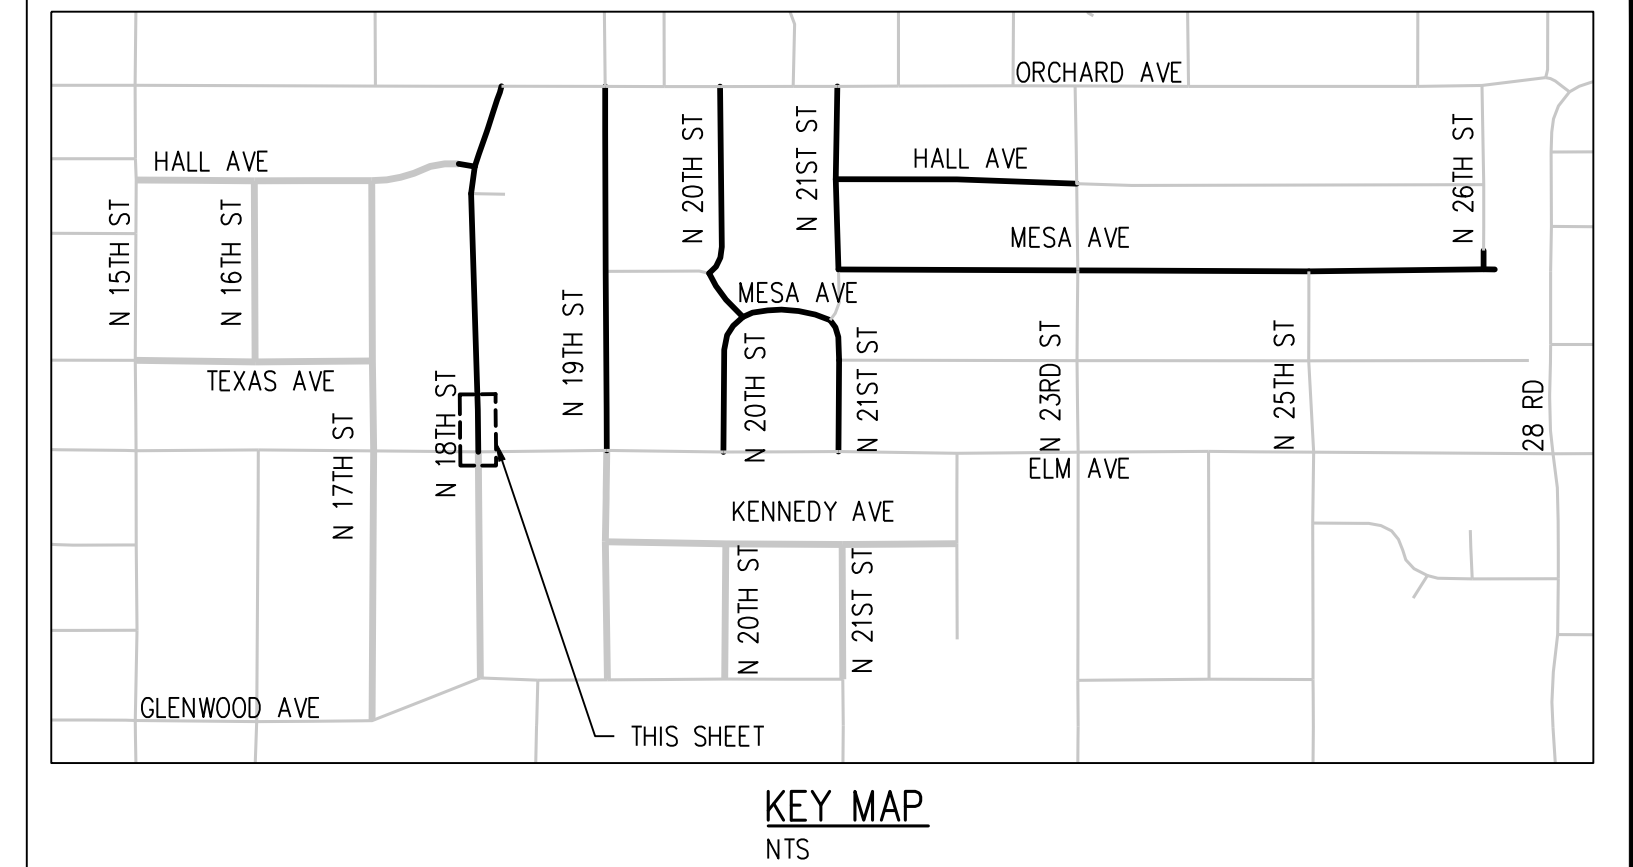 ORCHARD AVE
HALL AVE
N 20TH ST
N 21ST ST
HALL AVE
N 26TH ST
N 15TH ST
N 16TH ST
MESA AVE
N 19TH ST
MESA AVE
TEXAS AVE
N 18TH ST
N 17TH ST
N 20TH ST
N 21ST ST
N 23RD ST
N 25TH ST
28 RD
ELM AVE
KENNEDY AVE
N 20TH ST
N 21ST ST
GLENWOOD AVE
THIS SHEET
KEY MAP
NTS